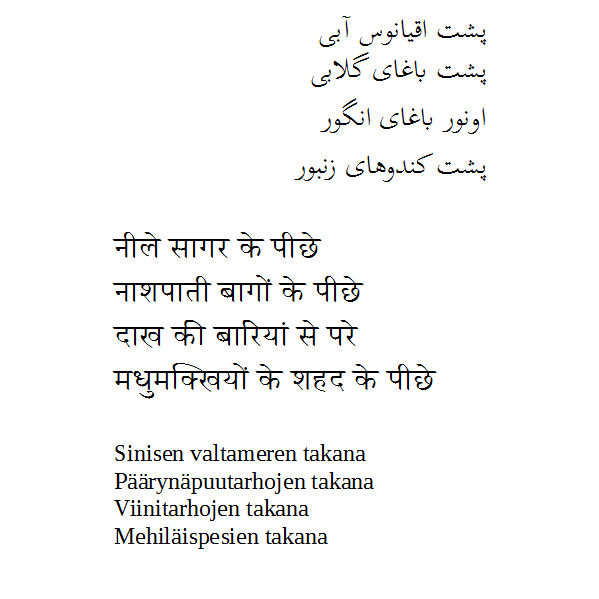 پشت اقیانوس آبی
پشت باغای گلابی
اونور باغای انگور
پشت کندوهای زنبور
नीले सागर के पीछे
नाशपाती बागों के पीछे
दाख की बारियां से परे
मधुमक्खियों के शहद के पीछे
Sinisen valtameren takana
Päärynäpuutarhojen takana
Viinitarhojen takana
Mehiläispesien takana